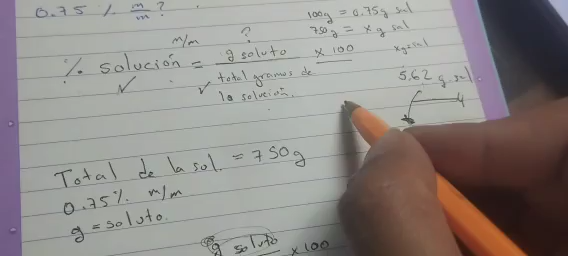 0.75 % m/m ?
100g = 0.75g sal
750g = x g sal
m/m ?
% solución = g soluto x 100
total gramos de
la solución.
xg=sal
5.62 g sal.
Total de la sol. = 750g
0.75% m/m
g = soluto.
g soluto x 100